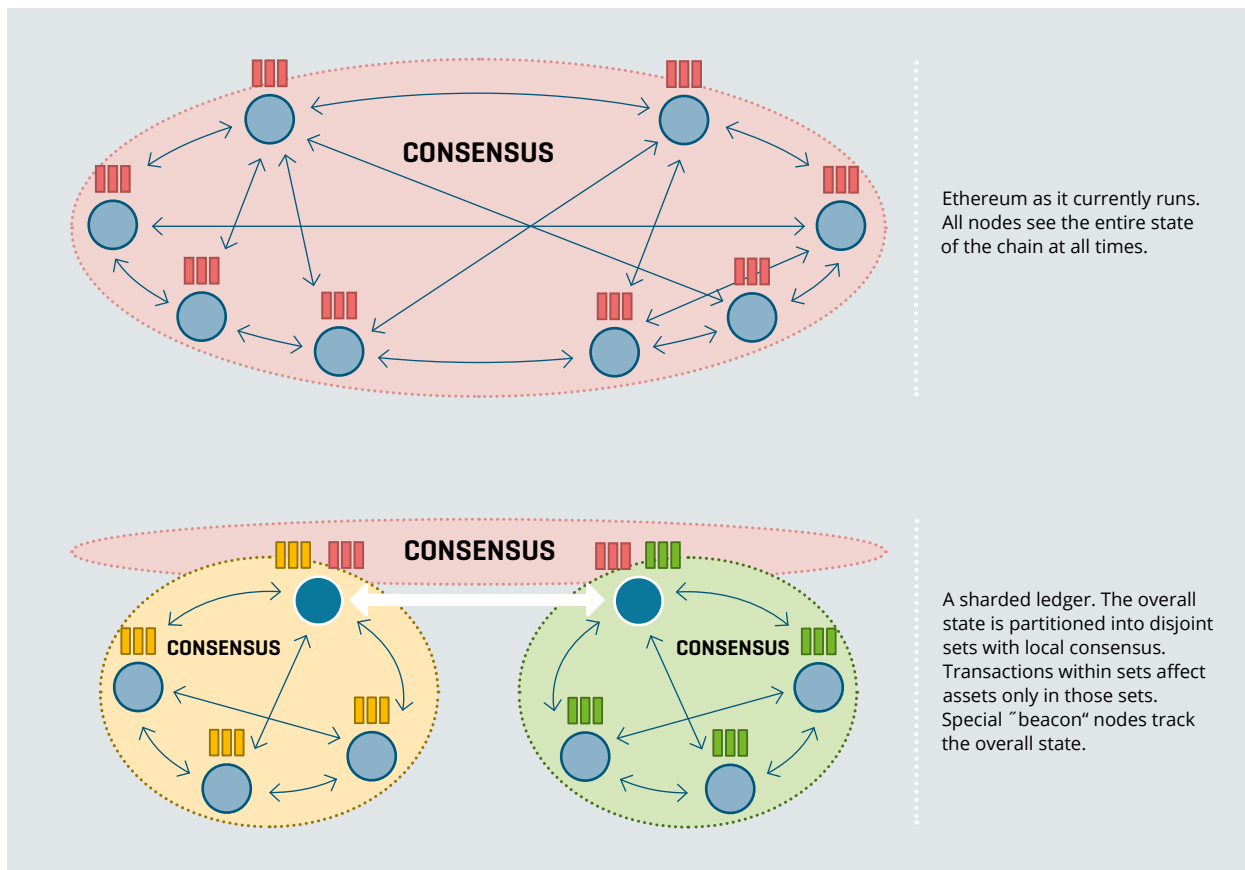 CONSENSUS
Ethereum as it currently runs.
All nodes see the entire state
of the chain at all times.
CONSENSUS
CONSENSUS
CONSENSUS
A sharded ledger. The overall
state is partitioned into disjoint
sets with local consensus.
Transactions within sets affect
assets only in those sets.
Special ˝beacon“ nodes track
the overall state.